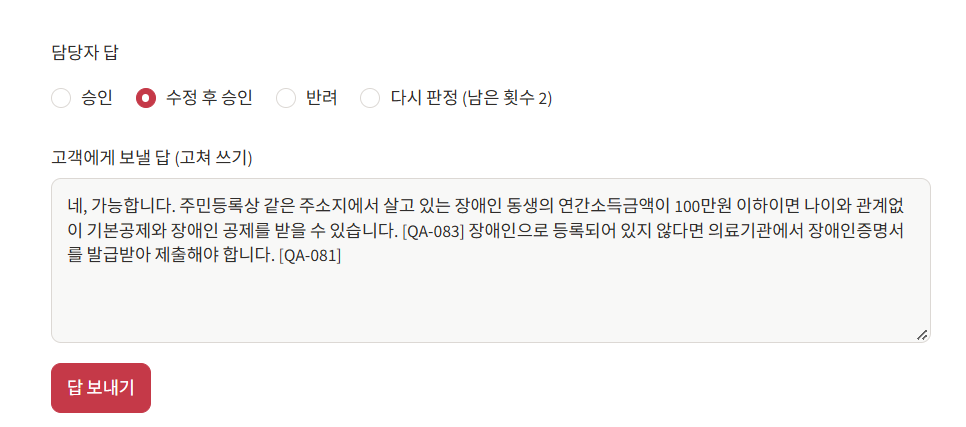 담당자 답
승인 수정 후 승인 반려 다시 판정 (남은 횟수 2)
고객에게 보낼 답 (고쳐 쓰기)
네, 가능합니다. 주민등록상 같은 주소지에서 살고 있는 장애인 동생의 연간소득금액이 100만원 이하이면 나이와 관계없
이 기본공제와 장애인 공제를 받을 수 있습니다. [QA-083] 장애인으로 등록되어 있지 않다면 의료기관에서 장애인증명서
를 발급받아 제출해야 합니다. [QA-081]
답 보내기